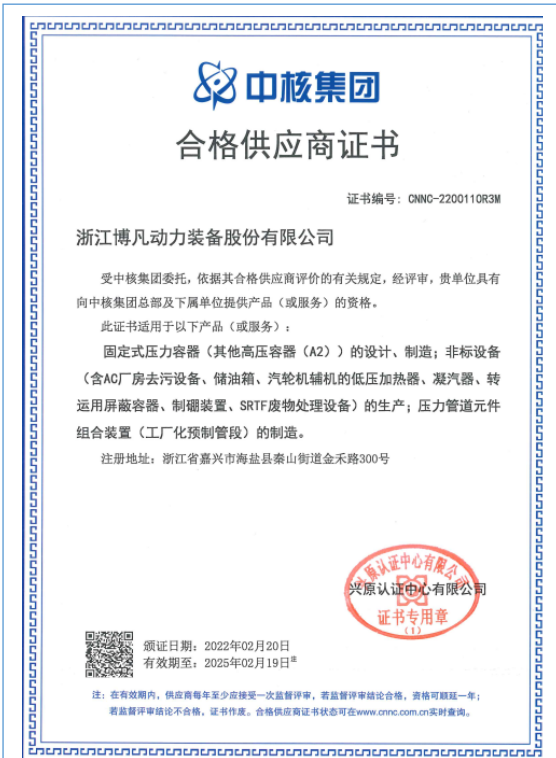 中核集团
合格供应商证书
证书编号：CNNC-2200110R3M
浙江博凡动力装备股份有限公司
受中核集团委托，依据其合格供应商评价的有关规定，经评审，贵单位具有
向中核集团总部及下属单位提供产品（或服务）的资格。
此证书适用于以下产品（或服务）：
固定式压力容器（其他高压容器（A2））的设计、制造；非标设备
（含AC厂房去污设备、储油箱、汽轮机辅机的低压加热器、凝汽器、转
运用屏蔽容器、制硼装置、SRTF废物处理设备）的生产；压力管道元件
组合装置（工厂化预制管段）的制造。
注册地址：浙江省嘉兴市海盐县秦山街道金禾路300号
兴原认证中心有限公司
兴原认证中心有限公司
证书专用章
（1）
颁证日期：2022年02月20日
有效期至：2025年02月19日注
注：在有效期内，供应商每年至少应接受一次监督评审，若监督评审结论合格，资格可顺延一年；
若监督评审结论不合格，证书作废。合格供应商证书状态可在www.cnnc.com.cn实时查询。